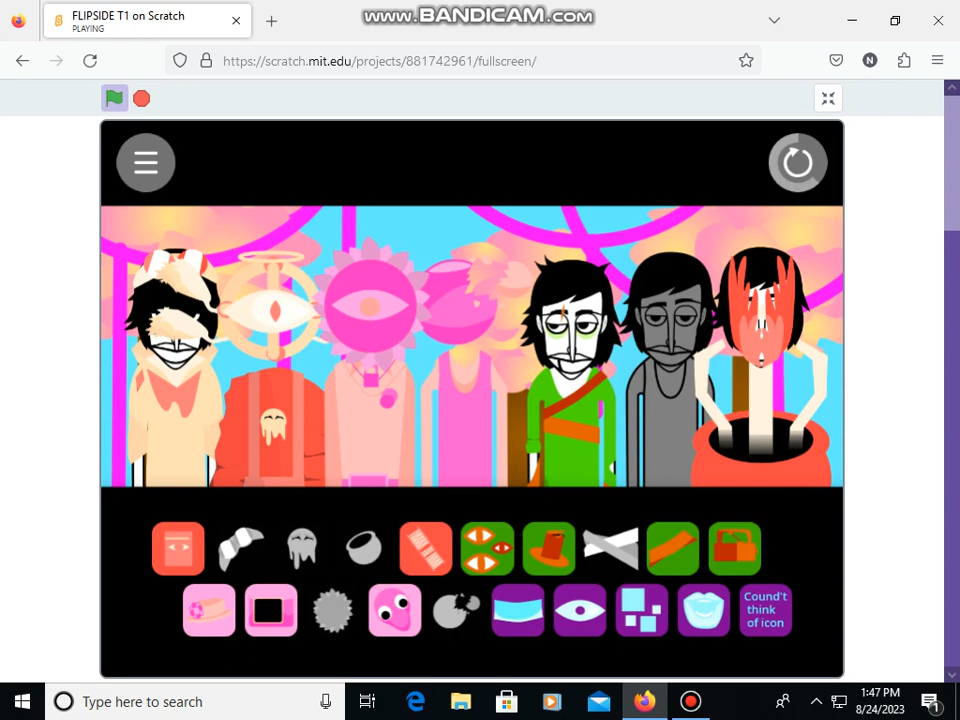 FLIPSIDE T1 on Scratch
PLAYING
WWW.BANDICAM.COM
https://scratch.mit.edu/projects/881742961/fullscreen/
N
Cound't
think
of icon
Type here to search
1:47 PM
8/24/2023
1